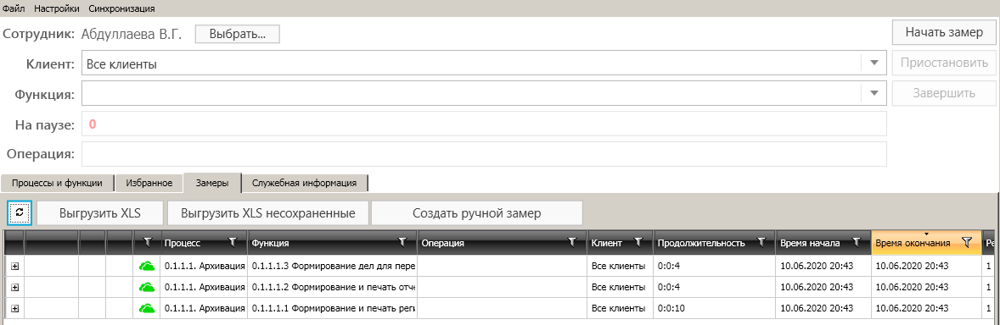 Файл Настройки Синхронизация
Сотрудник: Абдуллаева В.Г. Выбрать... Начать замер
Клиент: Все клиенты Приостановить
Функция: Завершить
На паузе: 0
Операция:
Процессы и функции Избранное Замеры Служебная информация
Выгрузить XLS Выгрузить XLS несохраненные Создать ручной замер
Процесс Функция Операция Клиент Продолжительность Время начала Время окончания Ре
0.1.1.1. Архивация 0.1.1.1.3 Формирование дел для пере Все клиенты 0:0:4 10.06.2020 20:43 10.06.2020 20:43 1
0.1.1.1. Архивация 0.1.1.1.2 Формирование и печать отче Все клиенты 0:0:4 10.06.2020 20:43 10.06.2020 20:43 1
0.1.1.1. Архивация 0.1.1.1.1 Формирование и печать реги Все клиенты 0:0:10 10.06.2020 20:43 10.06.2020 20:43 1